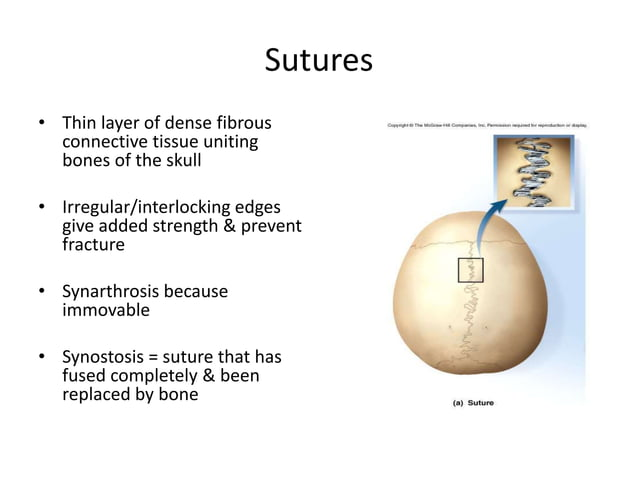 Sutures
• Thin layer of dense fibrous
connective tissue uniting
bones of the skull
• Irregular/interlocking edges
give added strength & prevent
fracture
• Synarthrosis because
immovable
• Synostosis = suture that has
fused completely & been
replaced by bone
Copyright © The McGraw-Hill Companies, Inc. Permission required for reproduction or display.
(a) Suture